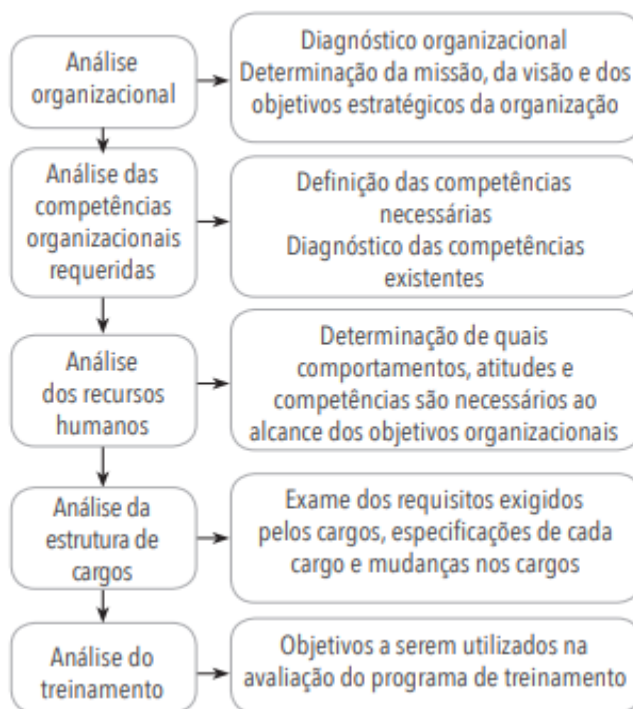 Análise
organizacional
Diagnóstico organizacional
Determinação da missão, da visão e dos
objetivos estratégicos da organização
Análise das
competências
organizacionais
requeridas
Definição das competências
necessárias
Diagnóstico das competências
existentes
Análise
dos recursos
humanos
Determinação de quais
comportamentos, atitudes e
competências são necessários ao
alcance dos objetivos organizacionais
Análise da
estrutura de
cargos
Exame dos requisitos exigidos
pelos cargos, especificações de cada
cargo e mudanças nos cargos
Análise do
treinamento
Objetivos a serem utilizados na
avaliação do programa de treinamento